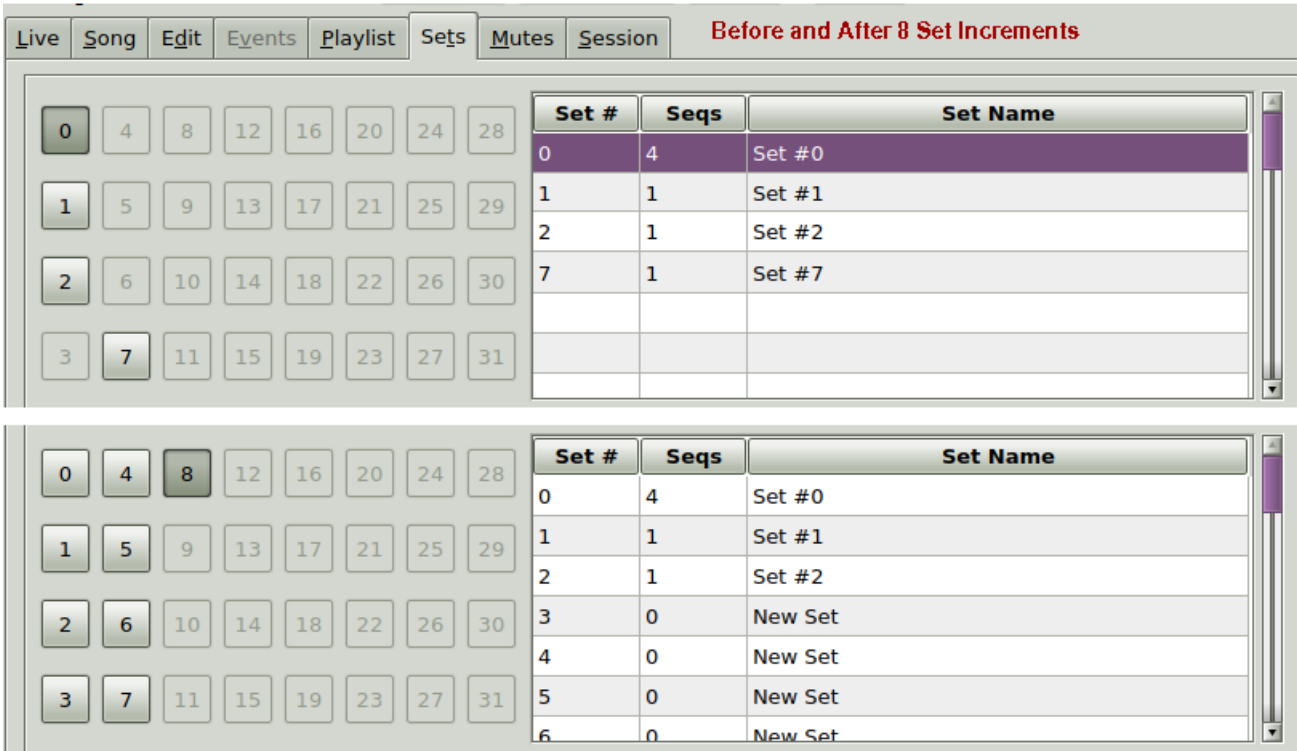 Live Song Edit Events Playlist Sets Mutes Session Before and After 8 Set Increments
Set # Seqs Set Name
0 4 8 12 16 20 24 28
0 4 Set #0
1 5 9 13 17 21 25 29
1 1 Set #1
2 1 Set #2
2 6 10 14 18 22 26 30
7 1 Set #7
3 7 11 15 19 23 27 31
Set # Seqs Set Name
0 4 8 12 16 20 24 28
0 4 Set #0
1 5 9 13 17 21 25 29
1 1 Set #1
2 1 Set #2
2 6 10 14 18 22 26 30
3 0 New Set
4 0 New Set
3 7 11 15 19 23 27 31
5 0 New Set
6 0 New Set